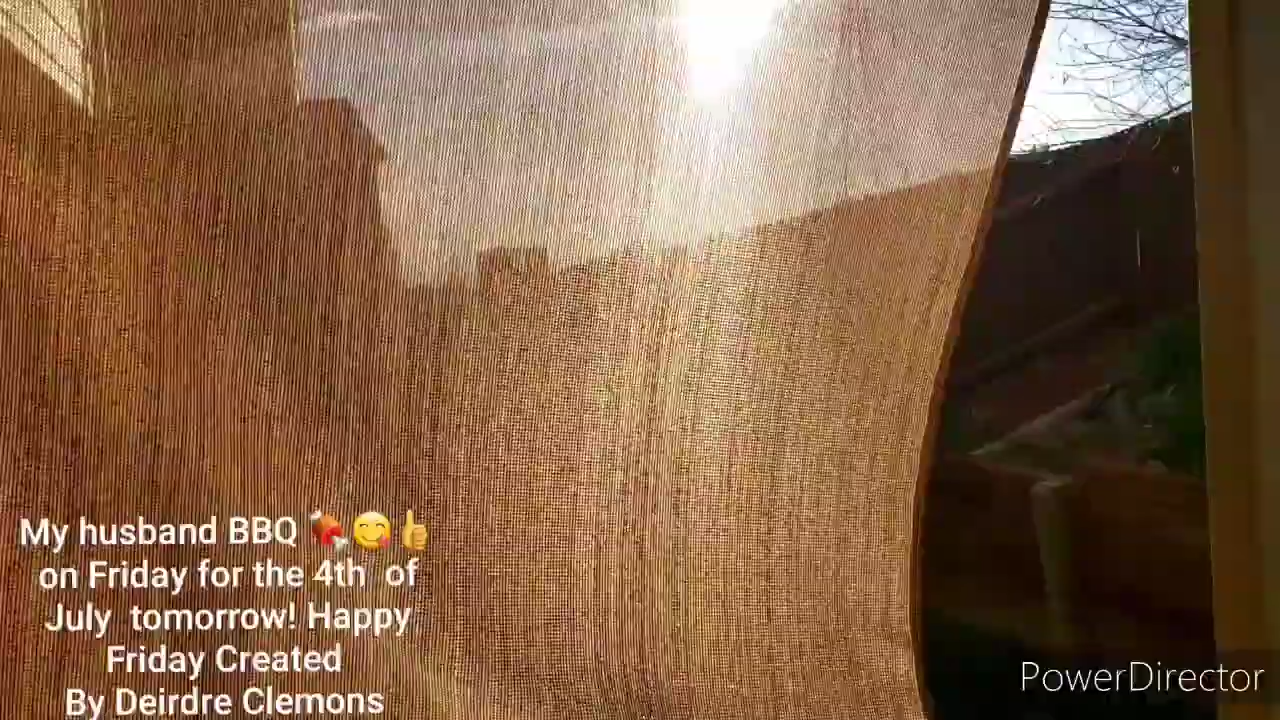 My husband BBQ 🍖😋👍
on Friday for the 4th  of
July  tomorrow! Happy
Friday Created
By Deirdre Clemons
PowerDirector